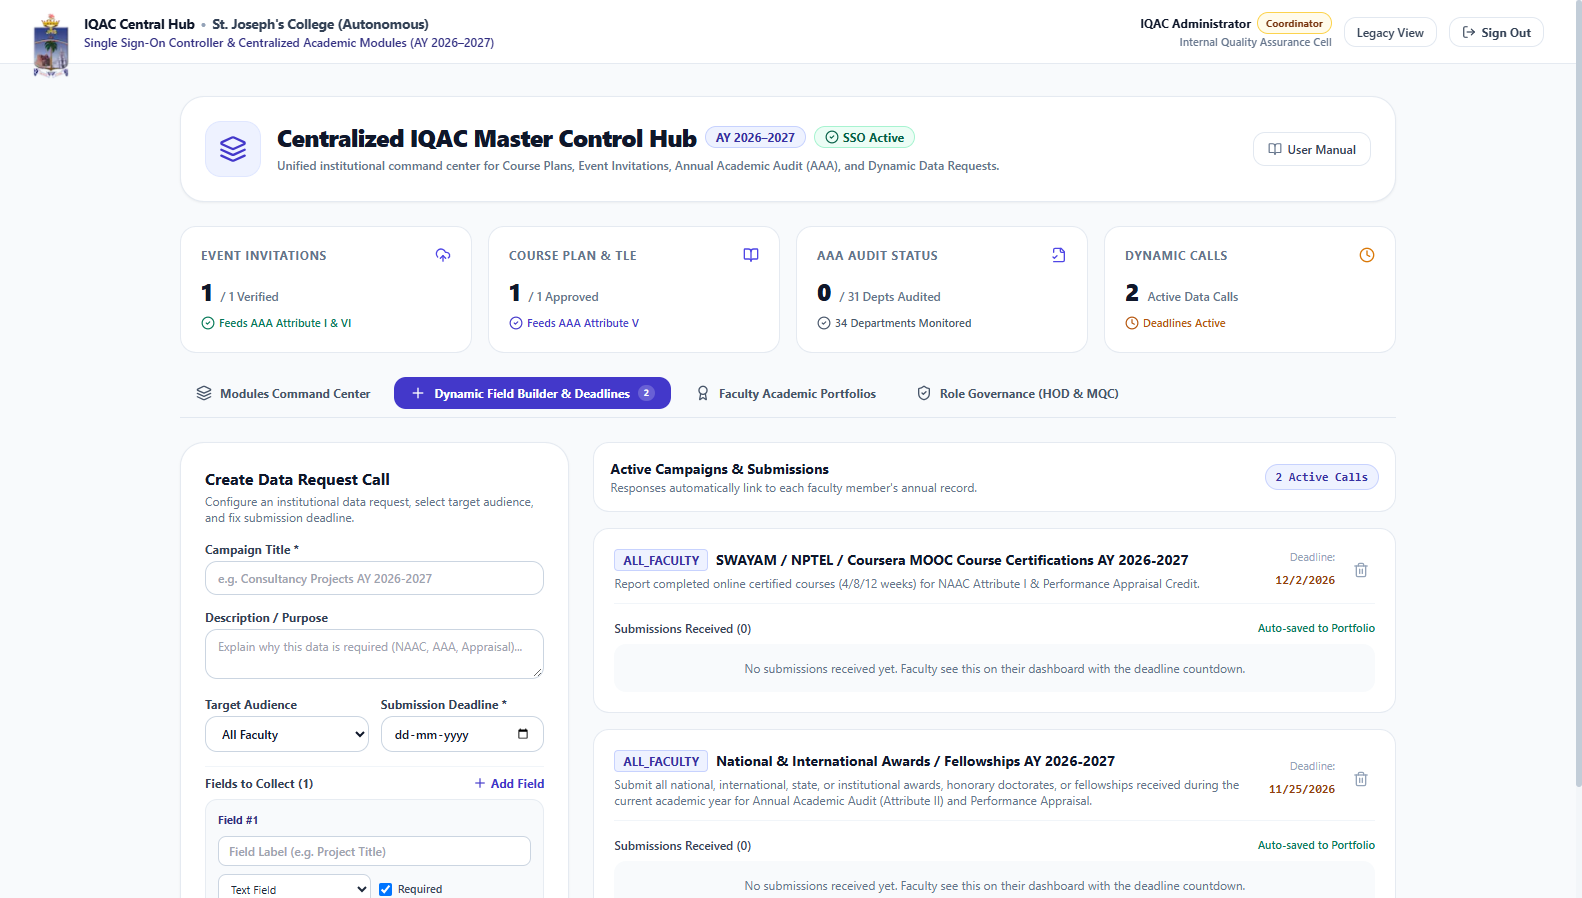 IQAC Central Hub • St. Joseph's College (Autonomous)
Single Sign-On Controller & Centralized Academic Modules (AY 2026–2027)
IQAC Administrator Coordinator
Internal Quality Assurance Cell
Legacy View
Sign Out
Centralized IQAC Master Control Hub AY 2026–2027 SSO Active
Unified institutional command center for Course Plans, Event Invitations, Annual Academic Audit (AAA), and Dynamic Data Requests.
User Manual
EVENT INVITATIONS
1 / 1 Verified
Feeds AAA Attribute I & VI
COURSE PLAN & TLE
1 / 1 Approved
Feeds AAA Attribute V
AAA AUDIT STATUS
0 / 31 Depts Audited
34 Departments Monitored
DYNAMIC CALLS
2 Active Data Calls
Deadlines Active
Modules Command Center
Dynamic Field Builder & Deadlines 2
Faculty Academic Portfolios
Role Governance (HOD & MQC)
Create Data Request Call
Configure an institutional data request, select target audience,
and fix submission deadline.
Campaign Title *
e.g. Consultancy Projects AY 2026-2027
Description / Purpose
Explain why this data is required (NAAC, AAA, Appraisal)...
Target Audience
All Faculty
Submission Deadline *
dd-mm-yyyy
Fields to Collect (1)
+ Add Field
Field #1
Field Label (e.g. Project Title)
Text Field
Required
Active Campaigns & Submissions
Responses automatically link to each faculty member's annual record.
2 Active Calls
ALL_FACULTY SWAYAM / NPTEL / Coursera MOOC Course Certifications AY 2026-2027
Report completed online certified courses (4/8/12 weeks) for NAAC Attribute I & Performance Appraisal Credit.
Deadline:
12/2/2026
Submissions Received (0)
Auto-saved to Portfolio
No submissions received yet. Faculty see this on their dashboard with the deadline countdown.
ALL_FACULTY National & International Awards / Fellowships AY 2026-2027
Submit all national, international, state, or institutional awards, honorary doctorates, or fellowships received during the
current academic year for Annual Academic Audit (Attribute II) and Performance Appraisal.
Deadline:
11/25/2026
Submissions Received (0)
Auto-saved to Portfolio
No submissions received yet. Faculty see this on their dashboard with the deadline countdown.